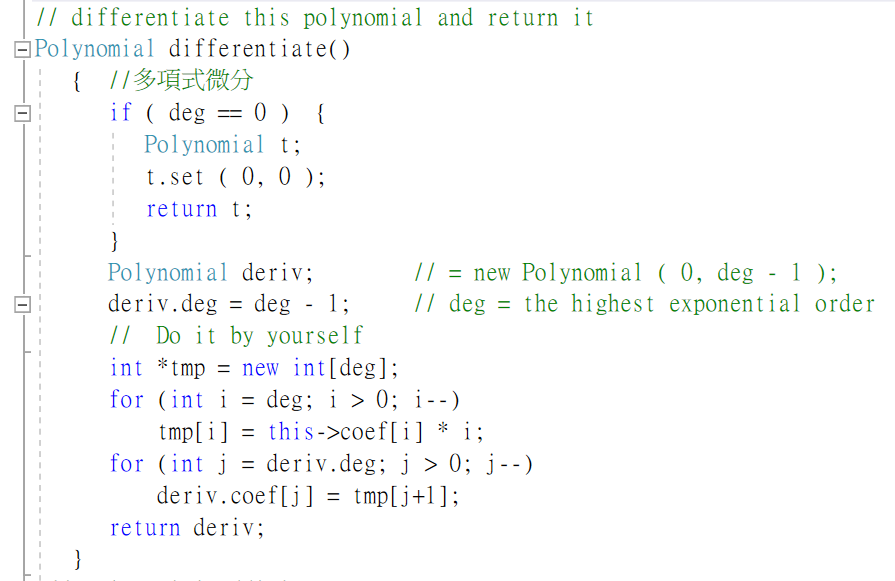 // differentiate this polynomial and return it
Polynomial differentiate()
{ //多項式微分
if ( deg == 0 ) {
Polynomial t;
t.set ( 0, 0 );
return t;
}
Polynomial deriv; // = new Polynomial ( 0, deg - 1 );
deriv.deg = deg - 1; // deg = the highest exponential order
// Do it by yourself
int *tmp = new int[deg];
for (int i = deg; i > 0; i--)
tmp[i] = this->coef[i] * i;
for (int j = deriv.deg; j > 0; j--)
deriv.coef[j] = tmp[j+1];
return deriv;
}